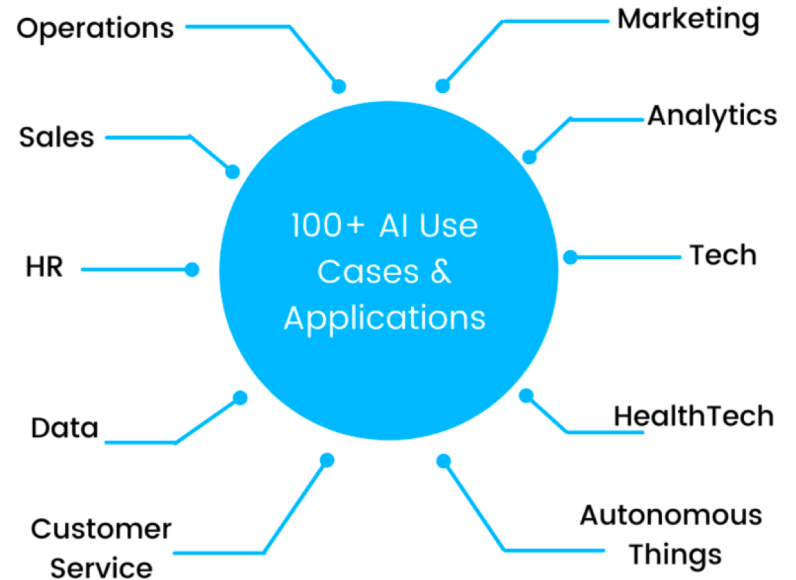 Operations
Marketing
Sales
Analytics
HR
100+ AI Use
Cases &
Applications
Tech
Data
HealthTech
Customer
Service
Autonomous
Things